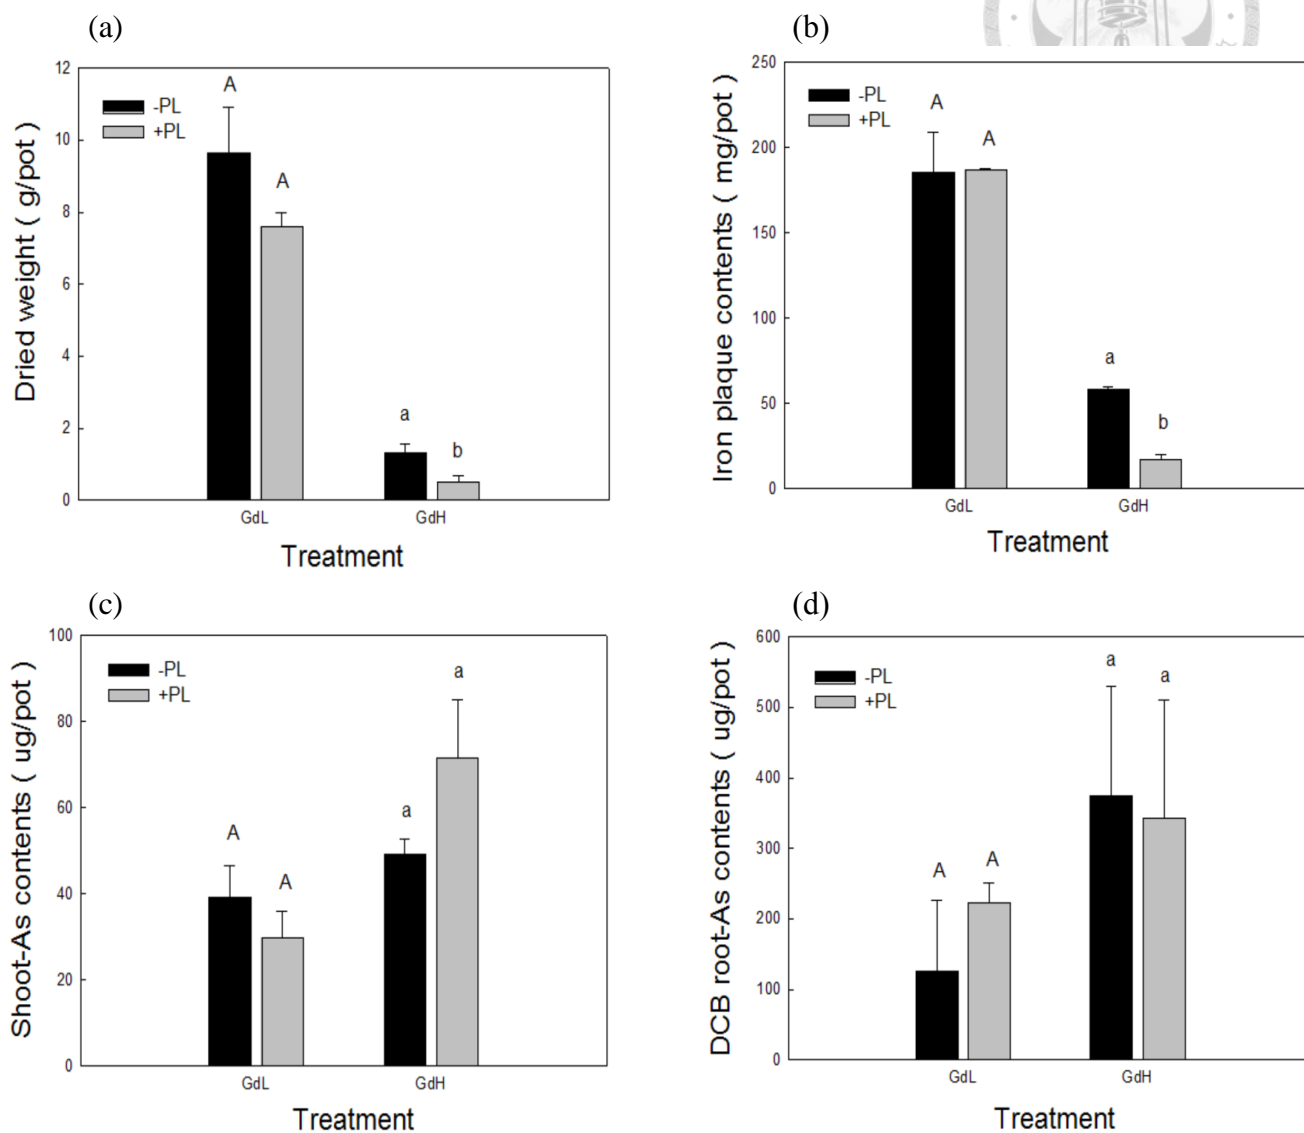 (a)
12
10
8
6
4
2
0
Dried weight ( g/pot )
-PL
+PL
A
A
a
b
GdL
GdH
Treatment
(b)
250
200
150
100
50
0
Iron plaque contents ( mg/pot )
-PL
+PL
A
A
a
b
GdL
GdH
Treatment
(c)
100
80
60
40
20
0
Shoot-As contents ( ug/pot )
-PL
+PL
A
A
a
a
GdL
GdH
Treatment
(d)
600
500
400
300
200
100
0
DCB root-As contents ( ug/pot )
-PL
+PL
A
A
a
a
GdL
GdH
Treatment